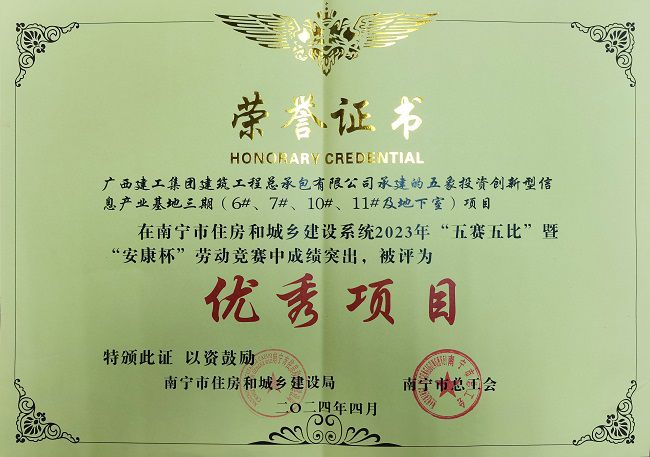 荣誉证书
HONORARY CREDENTIAL
广西建工集团建筑工程总承包有限公司承建的五象投资创新型信
息产业基地三期（6#、7#、10#、11#及地下室）项目
在南宁市住房和城乡建设系统2023年“五赛五比”暨
“安康杯”劳动竞赛中成绩突出，被评为
优秀项目
特颁此证 以资鼓励
南宁市住房和城乡建设局 南宁市总工会
二〇二四年四月
南宁市总工会